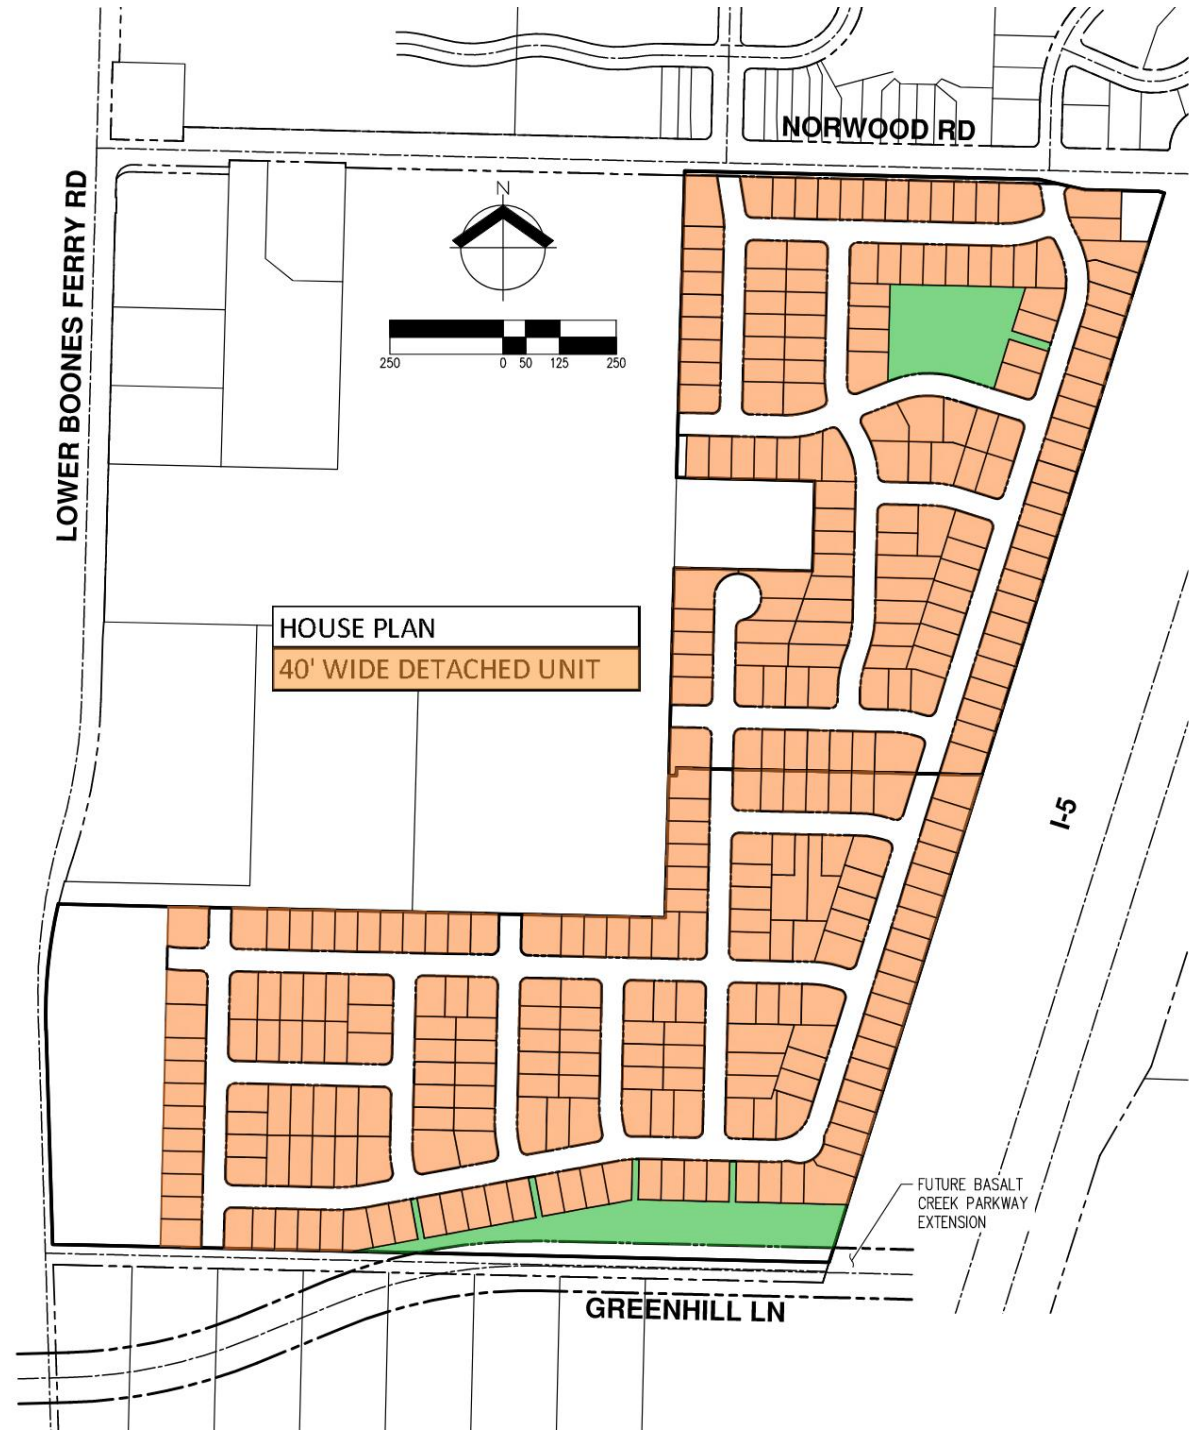 NORWOOD RD
LOWER BOONES FERRY RD
N
250 0 50 125 250
HOUSE PLAN
40' WIDE DETACHED UNIT
I-5
FUTURE BASALT
CREEK PARKWAY
EXTENSION
GREENHILL LN